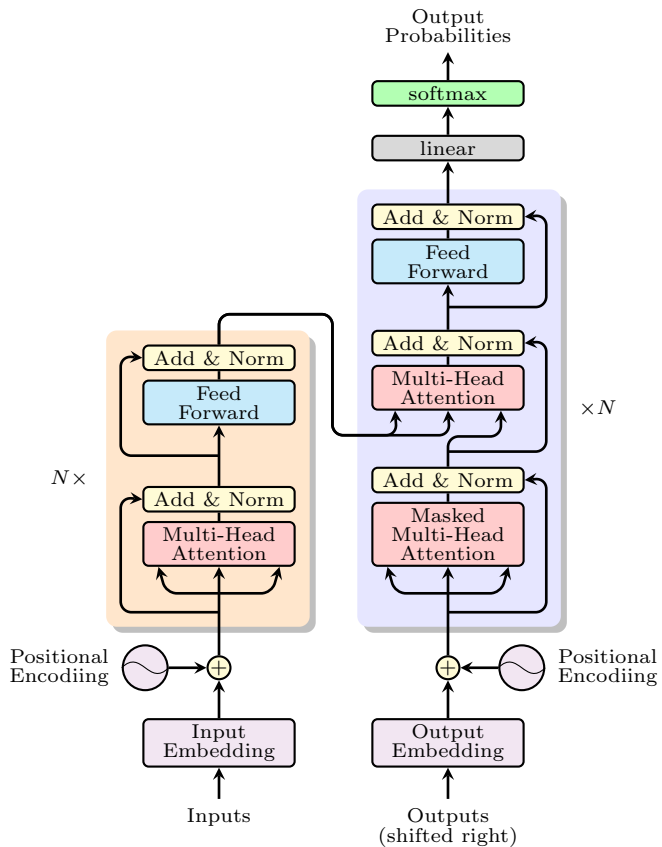 Output
Probabilities
softmax
linear
Add & Norm
Feed
Forward
Add & Norm
Multi-Head
Attention
×N
Add & Norm
Masked
Multi-Head
Attention
Add & Norm
Feed
Forward
N×
Add & Norm
Multi-Head
Attention
Positional
Encodiing
+
+
Positional
Encodiing
Input
Embedding
Output
Embedding
Inputs
Outputs
(shifted right)